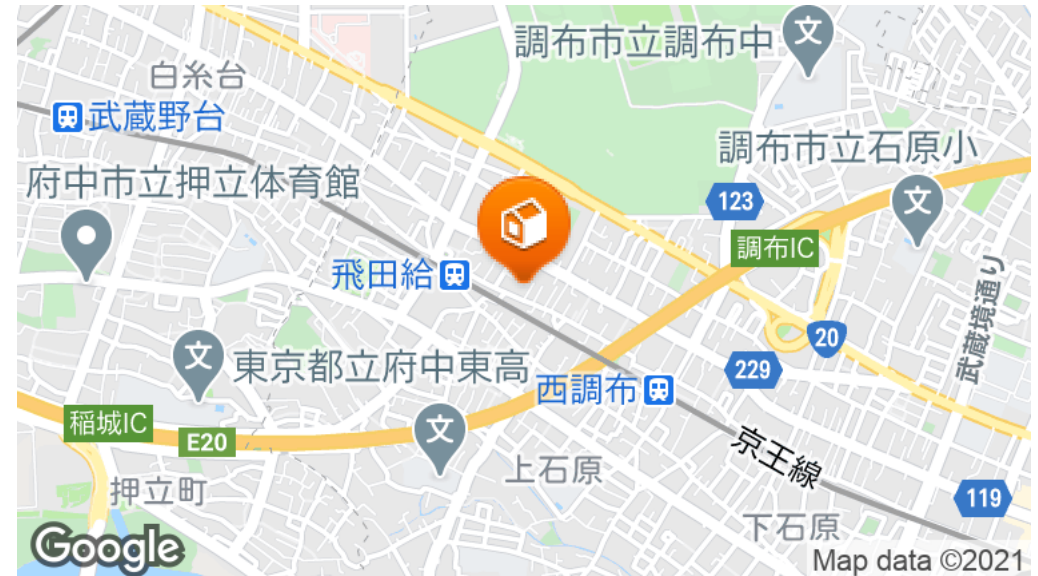 調布市立調布中
文
白糸台
武蔵野台
調布市立石原小
府中市立押立体育館
123
文
調布IC
飛田給
武蔵境通り
20
文
東京都立府中東高
229
西調布
稲城IC
E20
文
京王線
上石原
押立町
119
下石原
Google
Map data ©2021